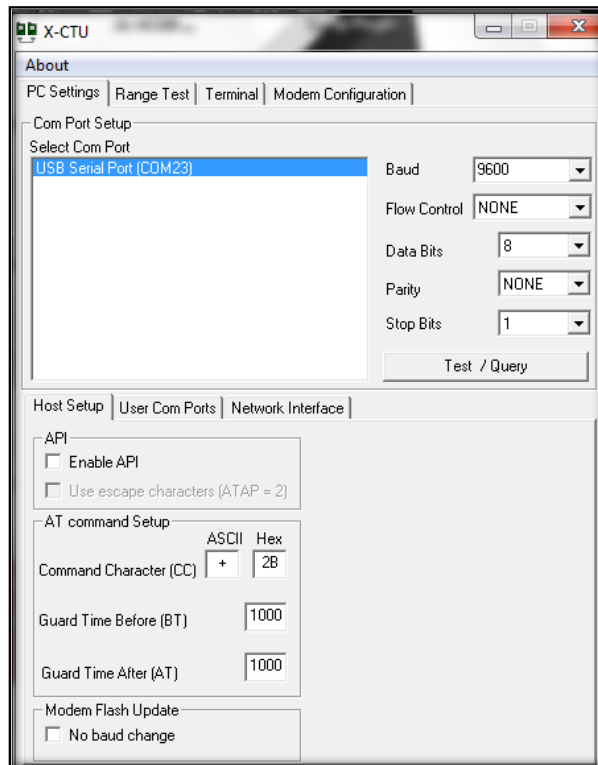 X-CTU
About
PC Settings Range Test Terminal Modem Configuration
Com Port Setup
Select Com Port
USB Serial Port (COM23)
Baud 9600
Flow Control NONE
Data Bits 8
Parity NONE
Stop Bits 1
Test / Query
Host Setup User Com Ports Network Interface
API
Enable API
Use escape characters (ATAP = 2)
AT command Setup
ASCII Hex
Command Character (CC) + 2B
Guard Time Before (BT) 1000
Guard Time After (AT) 1000
Modem Flash Update
No baud change